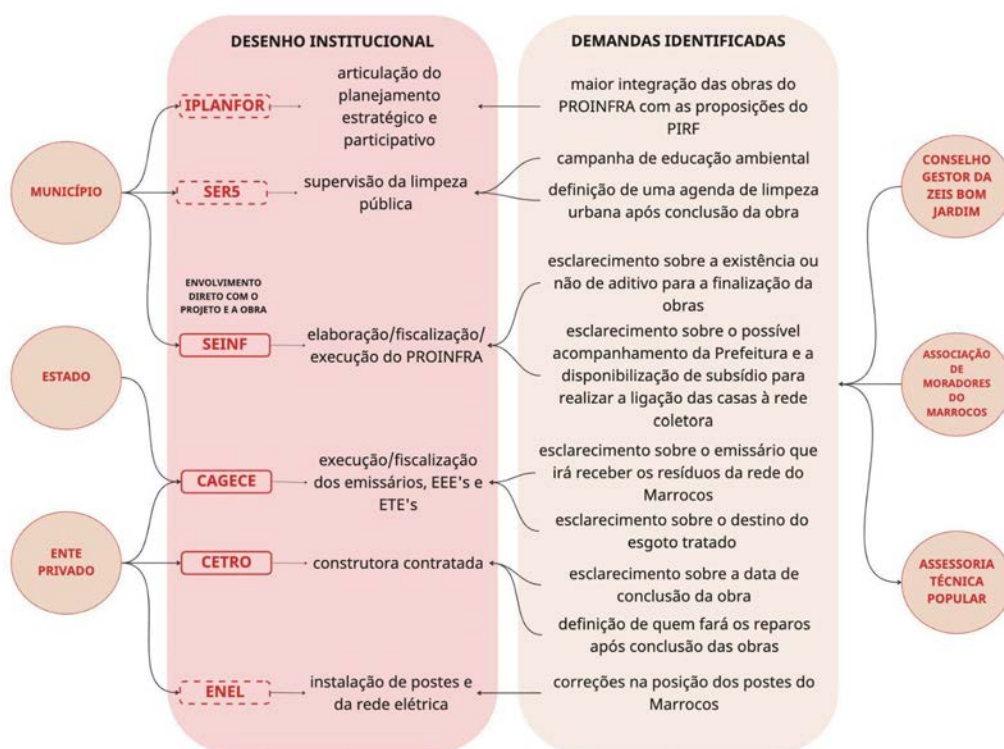 DESENHO INSTITUCIONAL
DEMANDAS IDENTIFICADAS
MUNICÍPIO
ESTADO
ENTE
PRIVADO
IPLANFOR
articulação do
planejamento
estratégico e
participativo
maior integração das obras do
PROINFRA com as proposições do
PIRF
SER5
supervisão da limpeza
pública
campanha de educação ambiental
definição de uma agenda de limpeza
urbana após conclusão da obra
ENVOLVIMENTO
DIRETO COM O
PROJETO E A OBRA
SEINF
elaboração/fiscalização/
execução do PROINFRA
esclarecimento sobre a existência ou
não de aditivo para a finalização da
obras
esclarecimento sobre o possível
acompanhamento da Prefeitura e a
disponibilização de subsídio para
realizar a ligação das casas à rede
coletora
CAGECE
execução/fiscalização
dos emissários, EEE's e
ETE's
esclarecimento sobre o emissário que
irá receber os resíduos da rede do
Marrocos
esclarecimento sobre o destino do
esgoto tratado
CETRO
construtora contratada
esclarecimento sobre a data de
conclusão da obra
definição de quem fará os reparos
após conclusão das obras
ENEL
instalação de postes e
da rede elétrica
correções na posição dos postes do
Marrocos
CONSELHO
GESTOR DA
ZEIS BOM
JARDIM
ASSOCIAÇÃO
DE
MORADORES
DO
MARROCOS
ASSESSORIA
TÉCNICA
POPULAR